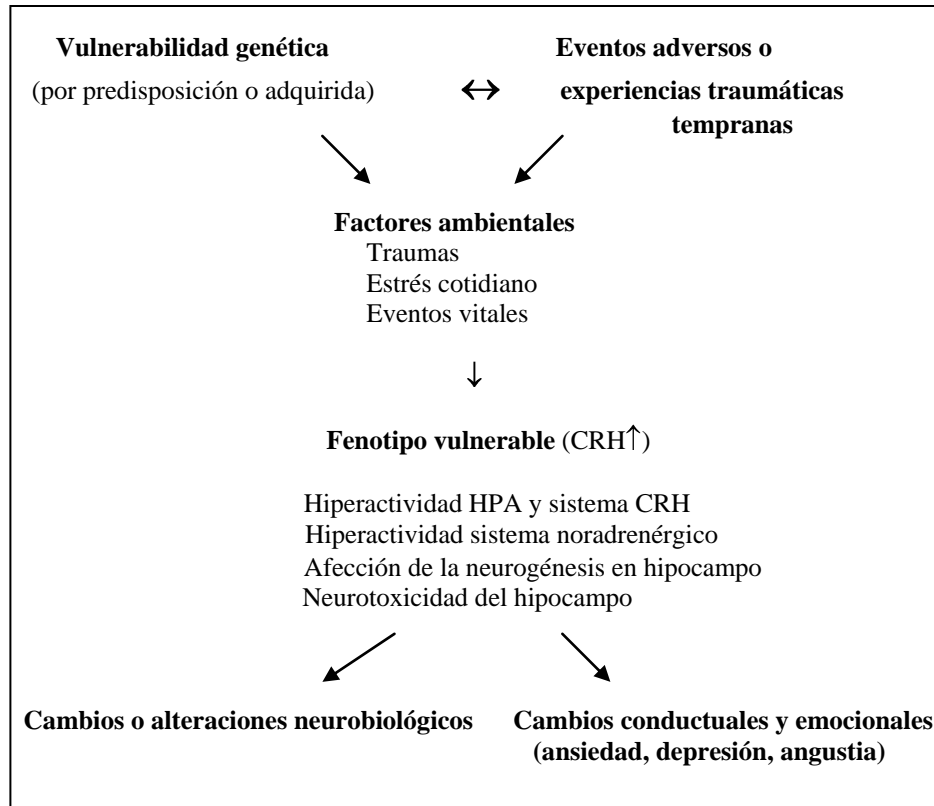 Vulnerabilidad genética
(por predisposición o adquirida)
↔
Eventos adversos o
experiencias traumáticas
tempranas
Factores ambientales
Traumas
Estrés cotidiano
Eventos vitales
↓
Fenotipo vulnerable (CRH↑)
Hiperactividad HPA y sistema CRH
Hiperactividad sistema noradrenérgico
Afección de la neurogénesis en hipocampo
Neurotoxicidad del hipocampo
Cambios o alteraciones neurobiológicos
Cambios conductuales y emocionales
(ansiedad, depresión, angustia)